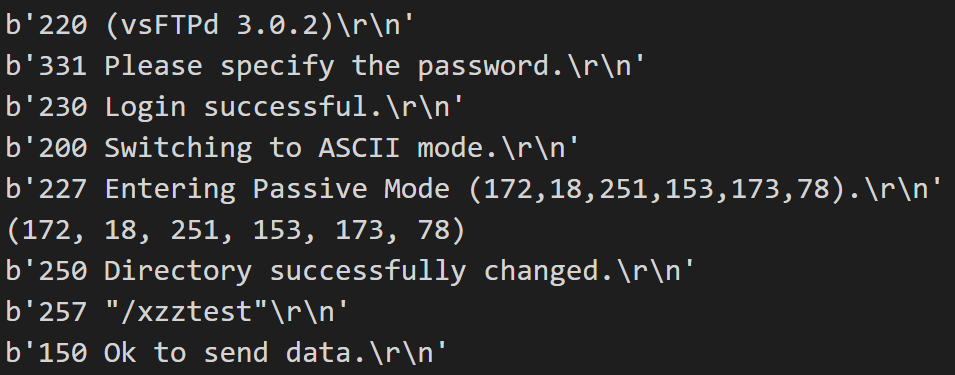 b'220 (vsFTPd 3.0.2)\r\n'
b'331 Please specify the password.\r\n'
b'230 Login successful.\r\n'
b'200 Switching to ASCII mode.\r\n'
b'227 Entering Passive Mode (172,18,251,153,173,78).\r\n'
(172, 18, 251, 153, 173, 78)
b'250 Directory successfully changed.\r\n'
b'257 "/xzztest"\r\n'
b'150 Ok to send data.\r\n'